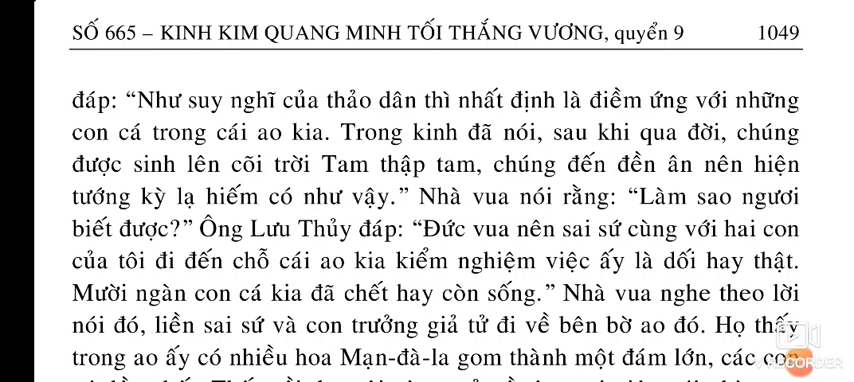 SỐ 665 – KINH KIM QUANG MINH TỐI THẮNG VƯƠNG, quyển 9 1049
đáp: “Như suy nghĩ của thảo dân thì nhất định là điềm ứng với những
con cá trong cái ao kia. Trong kinh đã nói, sau khi qua đời, chúng
được sinh lên cõi trời Tam thập tam, chúng đến đền ân nên hiện
tướng kỳ lạ hiếm có như vậy.” Nhà vua nói rằng: “Làm sao ngươi
biết được?” Ông Lưu Thủy đáp: “Đức vua nên sai sứ cùng với hai con
của tôi đi đến chỗ cái ao kia kiểm nghiệm việc ấy là dối hay thật.
Mười ngàn con cá kia đã chết hay còn sống.” Nhà vua nghe theo lời
nói đó, liền sai sứ và con trưởng giả tử đi về bên bờ ao đó. Họ thấy
trong ao ấy có nhiều hoa Mạn-đà-la gom thành một đám lớn, các con